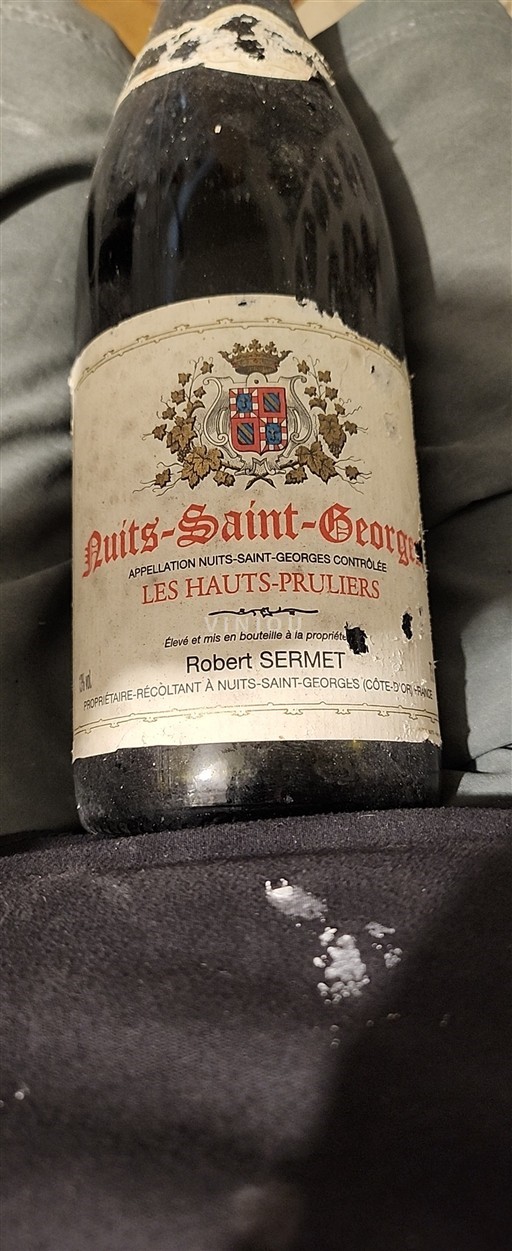 Nuits-Saint-Georges
APPELLATION NUITS-SAINT-GEORGES CONTRÔLÉE
LES HAUTS-PRULIERS
VINIOU
Élevé et mis en bouteille à la propriété
Robert SERMET
PROPRIÉTAIRE-RÉCOLTANT À NUITS-SAINT-GEORGES (CÔTE-D'OR) FRANCE